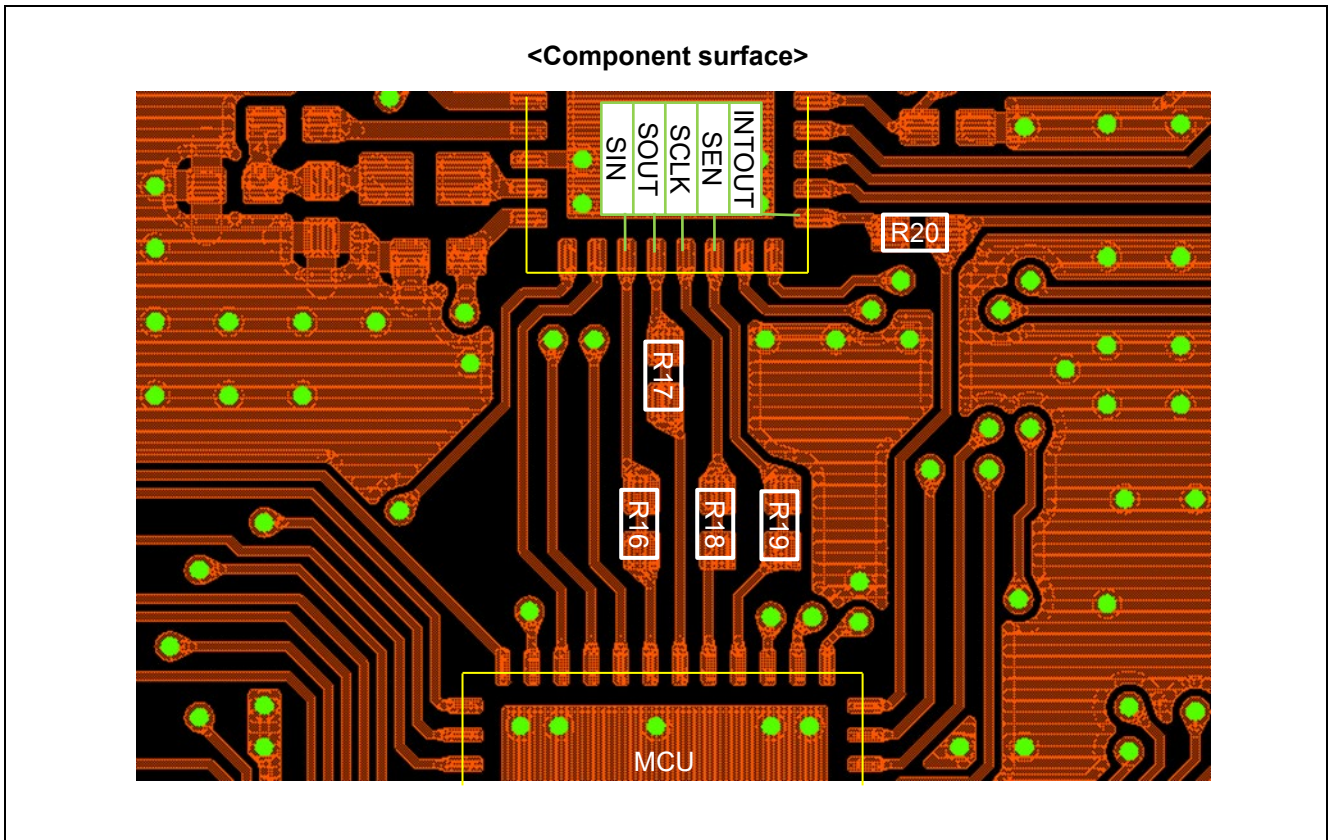 <Component surface>
SIN
SOUT
SCLK
SEN
INTOUT
R20
R17
R16
R18
R19
MCU